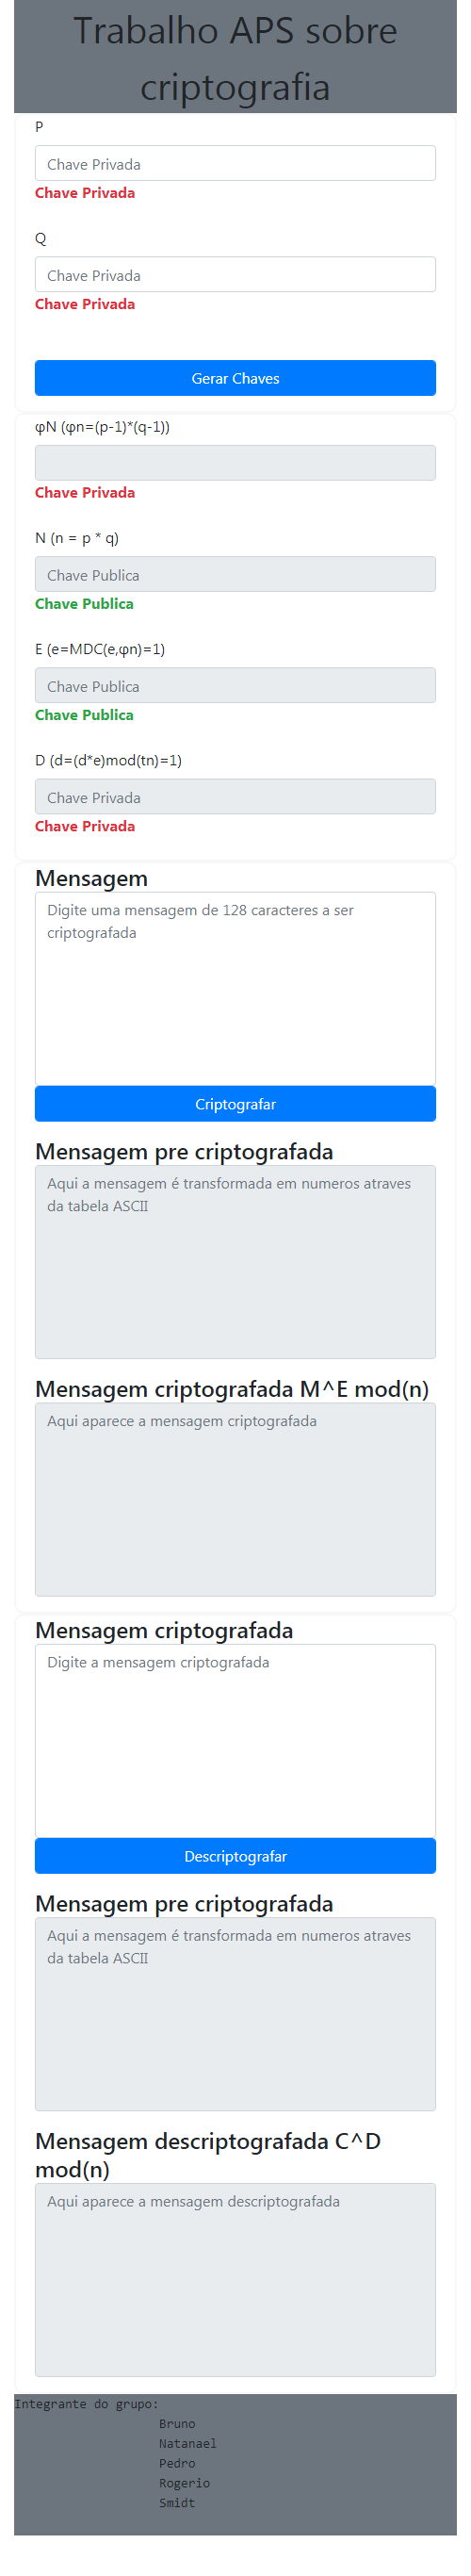 Trabalho APS sobre
criptografia
P
Chave Privada
Chave Privada
Q
Chave Privada
Chave Privada
Gerar Chaves
φN (φn=(p-1)*(q-1))
Chave Privada
N (n = p * q)
Chave Publica
Chave Publica
E (e=MDC(e,φn)=1)
Chave Publica
Chave Publica
D (d=(d*e)mod(tn)=1)
Chave Privada
Chave Privada
Mensagem
Digite uma mensagem de 128 caracteres a ser
criptografada
Criptografar
Mensagem pre criptografada
Aqui a mensagem é transformada em numeros atraves
da tabela ASCII
Mensagem criptografada M^E mod(n)
Aqui aparece a mensagem criptografada
Mensagem criptografada
Digite a mensagem criptografada
Descriptografar
Mensagem pre criptografada
Aqui a mensagem é transformada em numeros atraves
da tabela ASCII
Mensagem descriptografada C^D
mod(n)
Aqui aparece a mensagem descriptografada
Integrante do grupo:
Bruno
Natanael
Pedro
Rogerio
Smidt